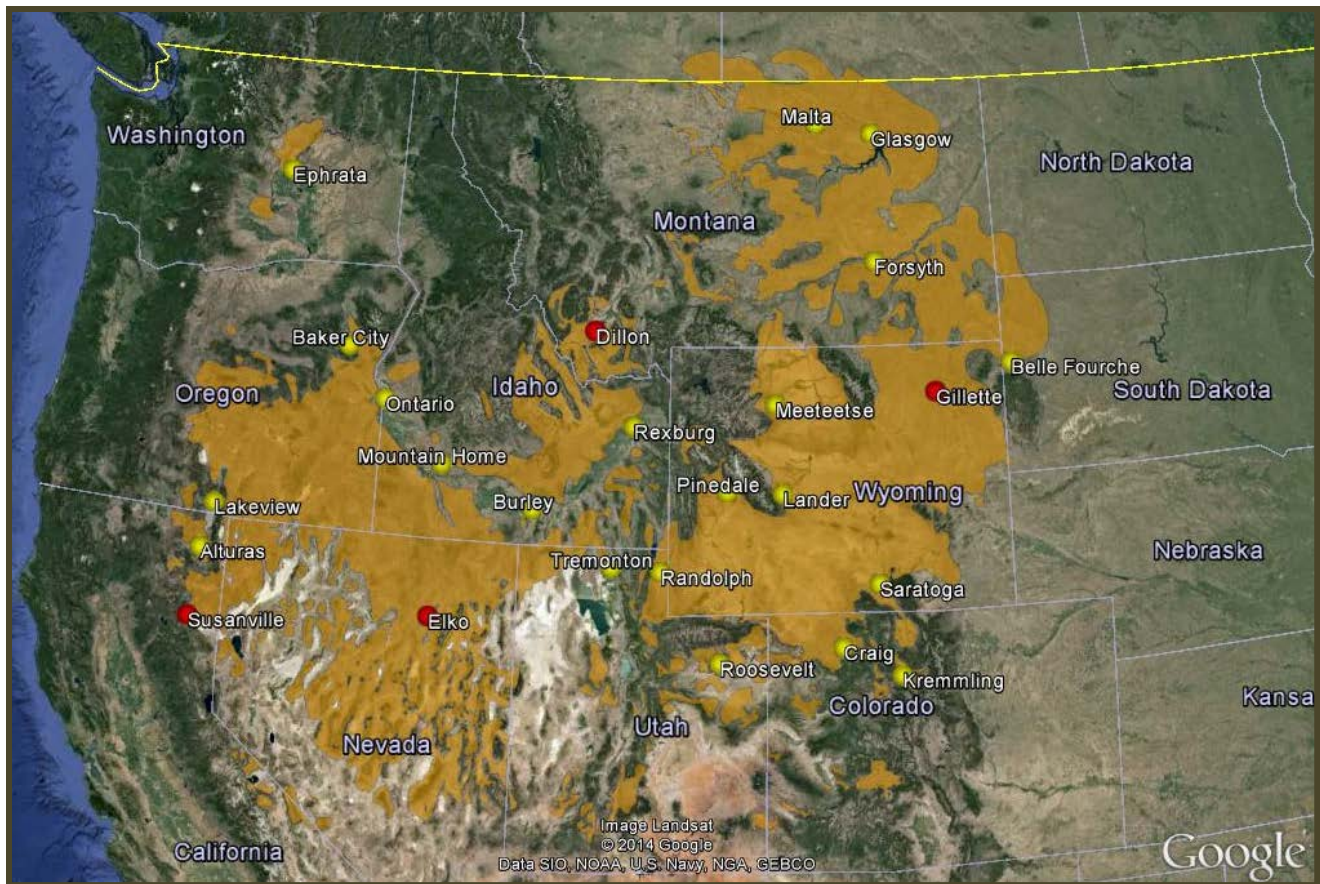 Malta
Washington
Glasgow
North Dakota
Ephrata
Montana
Forsyth
Baker City
Dillon
Belle Fourche
Oregon
Idaho
Ontario
Gillette
South Dakota
Meeteetse
Rexburg
Mountain Home
Pinedale
Lander
Wyoming
Burley
Lakeview
Alturas
Tremonton
Randolph
Nebraska
Saratoga
Susanville
Elko
Craig
Roosevelt
Kremmling
Kansa
Colorado
Utah
Nevada
Image Landsat
© 2014 Google
Data SIO, NOAA, U.S. Navy, NGA, GEBCO
California
Google